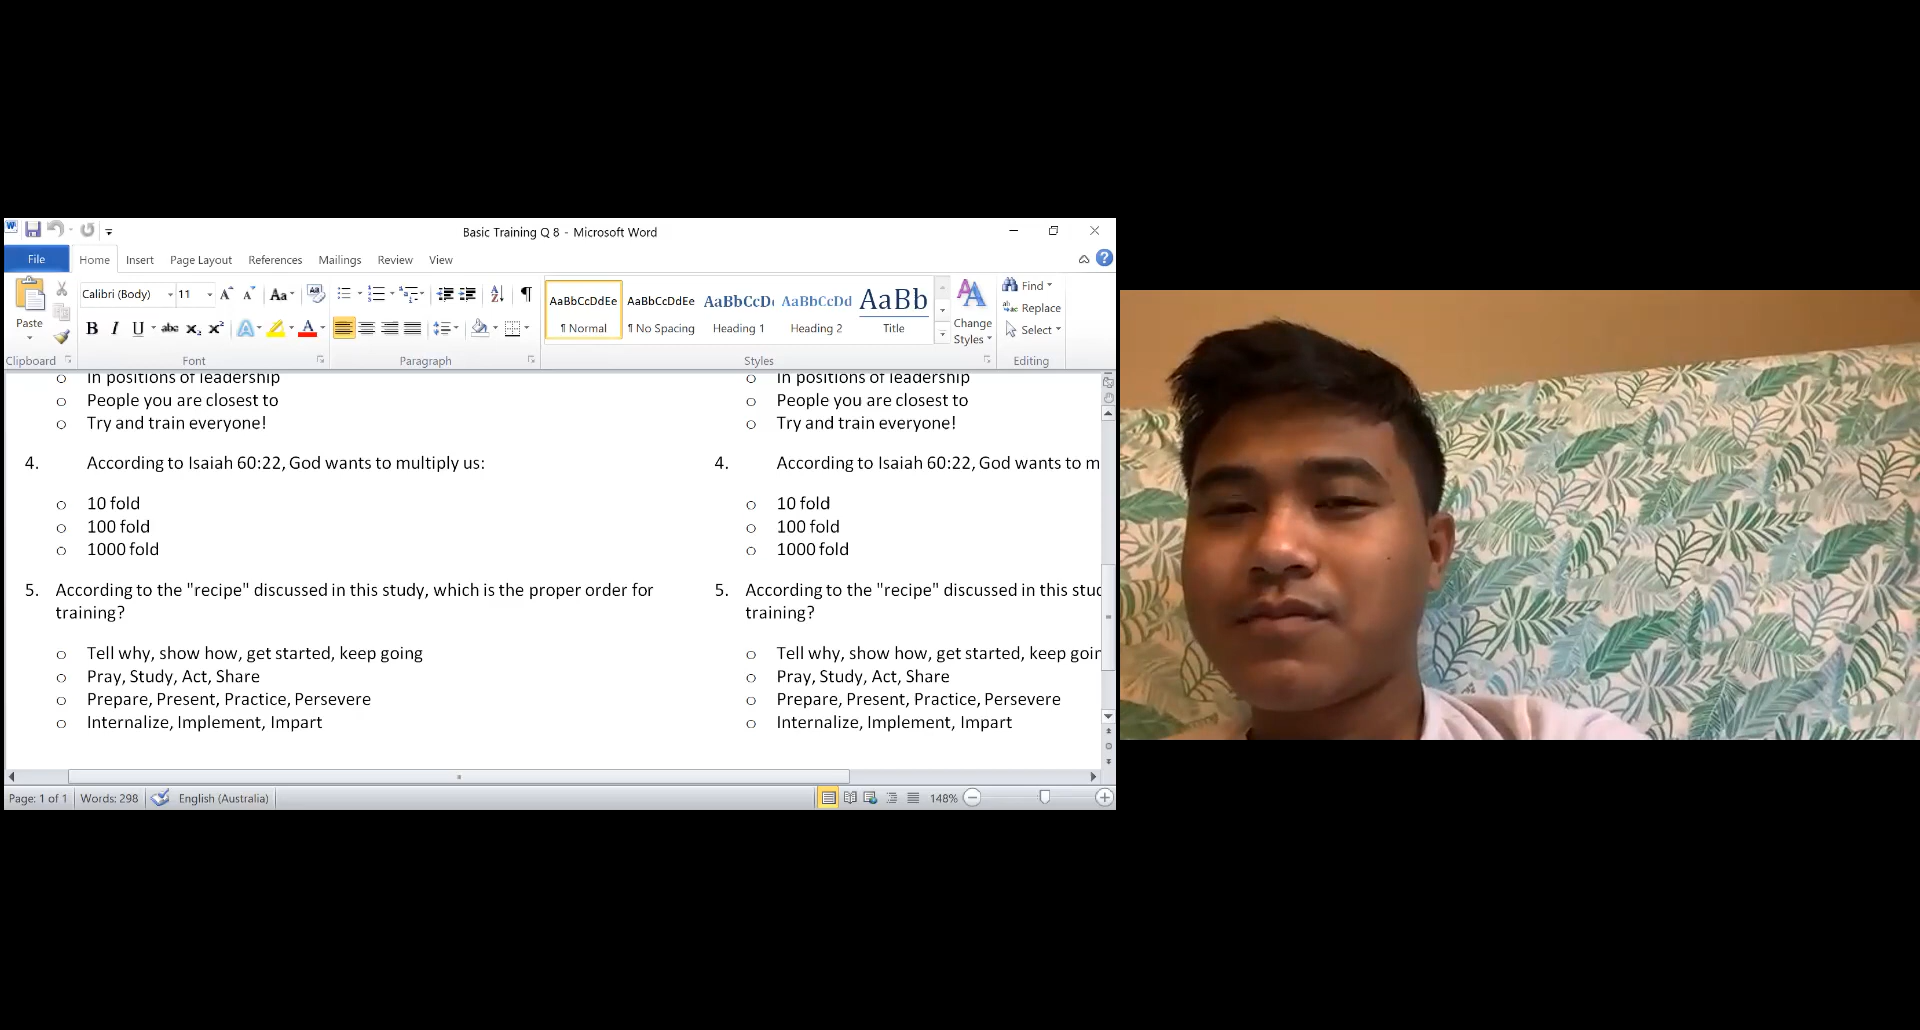 Basic Training Q 8 - Microsoft Word
File Home Insert Page Layout References Mailings Review View
Paste
Clipboard
Calibri (Body) 11
Aa
B I U abc x₂ x² A A
Font
Paragraph
AaBbCcDdEe AaBbCcDdEe AaBbCcD AaBbCcDd AaBb
¶ Normal ¶ No Spacing Heading 1 Heading 2 Title
Change Styles
Styles
Find
Replace
Select
Editing
o In positions of leadership
o People you are closest to
o Try and train everyone!
4. According to Isaiah 60:22, God wants to multiply us:
o 10 fold
o 100 fold
o 1000 fold
5. According to the "recipe" discussed in this study, which is the proper order for
training?
o Tell why, show how, get started, keep going
o Pray, Study, Act, Share
o Prepare, Present, Practice, Persevere
o Internalize, Implement, Impart
o In positions of leadership
o People you are closest to
o Try and train everyone!
4. According to Isaiah 60:22, God wants to m
o 10 fold
o 100 fold
o 1000 fold
5. According to the "recipe" discussed in this stud
training?
o Tell why, show how, get started, keep goin
o Pray, Study, Act, Share
o Prepare, Present, Practice, Persevere
o Internalize, Implement, Impart
Page: 1 of 1 Words: 298 English (Australia) 148%